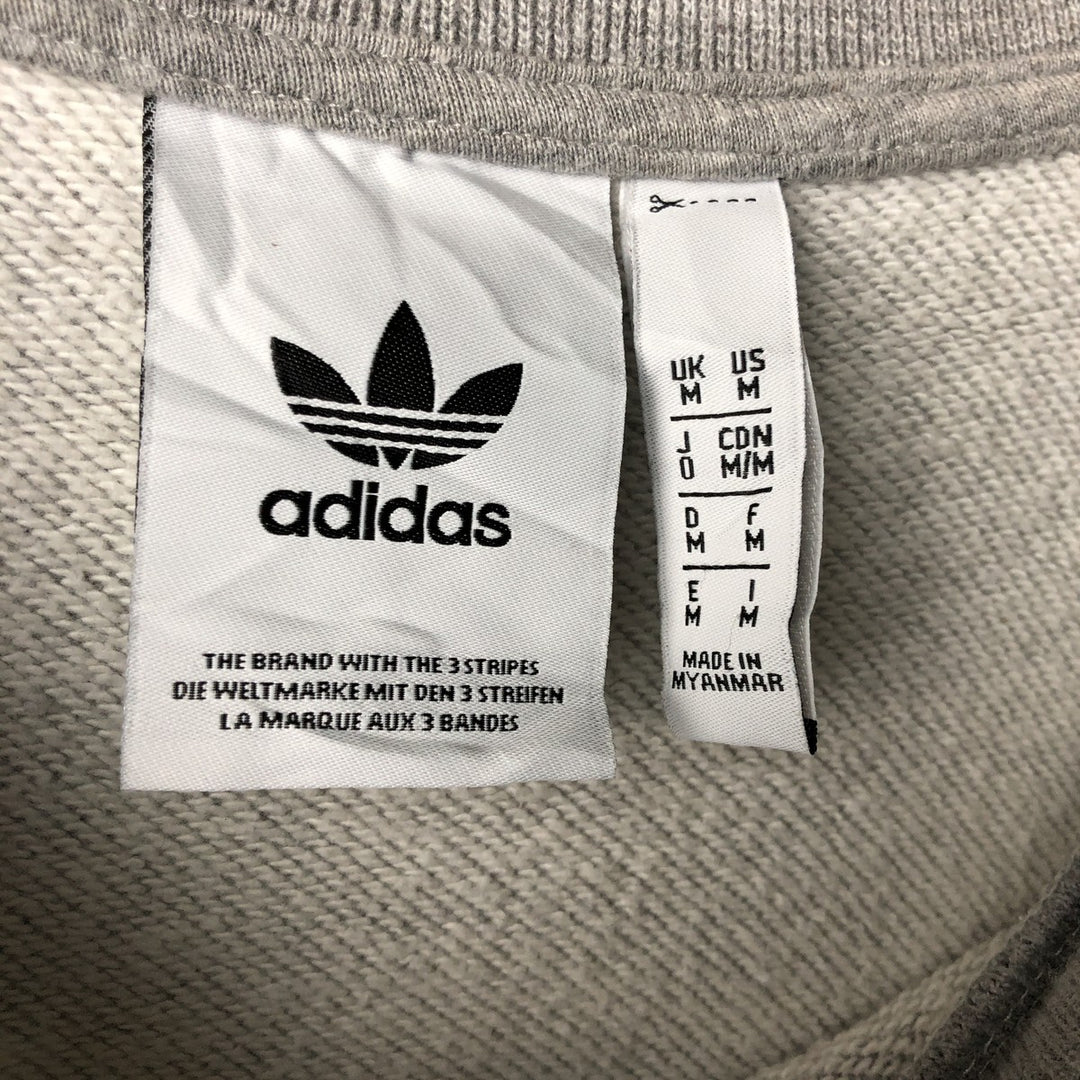 adidas
THE BRAND WITH THE 3 STRIPES
DIE WELTMARKE MIT DEN 3 STREIFEN
LA MARQUE AUX 3 BANDES
UK US
M M
J CDN
O M/M
D F
M M
E I
M M
MADE IN
MYANMAR